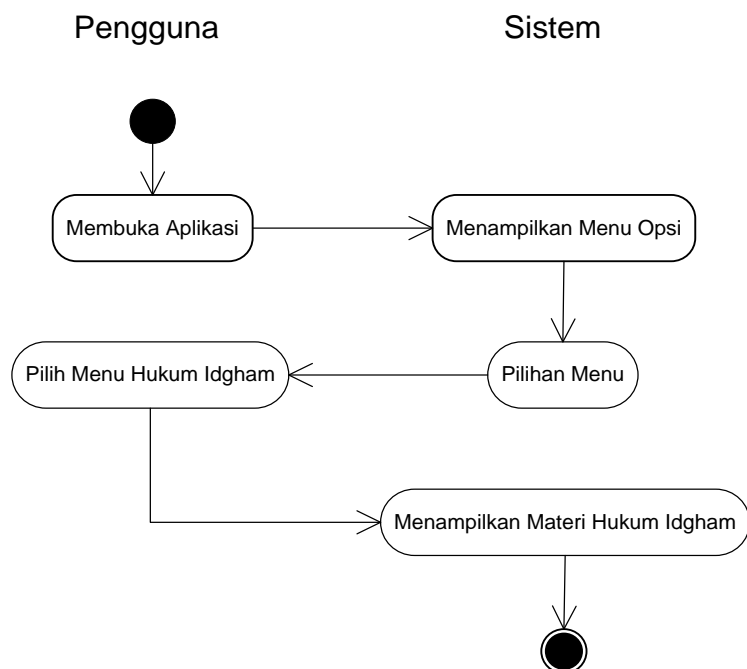 Pengguna
Sistem
Membuka Aplikasi
Menampilkan Menu Opsi
Pilih Menu Hukum Idgham
Pilihan Menu
Menampilkan Materi Hukum Idgham